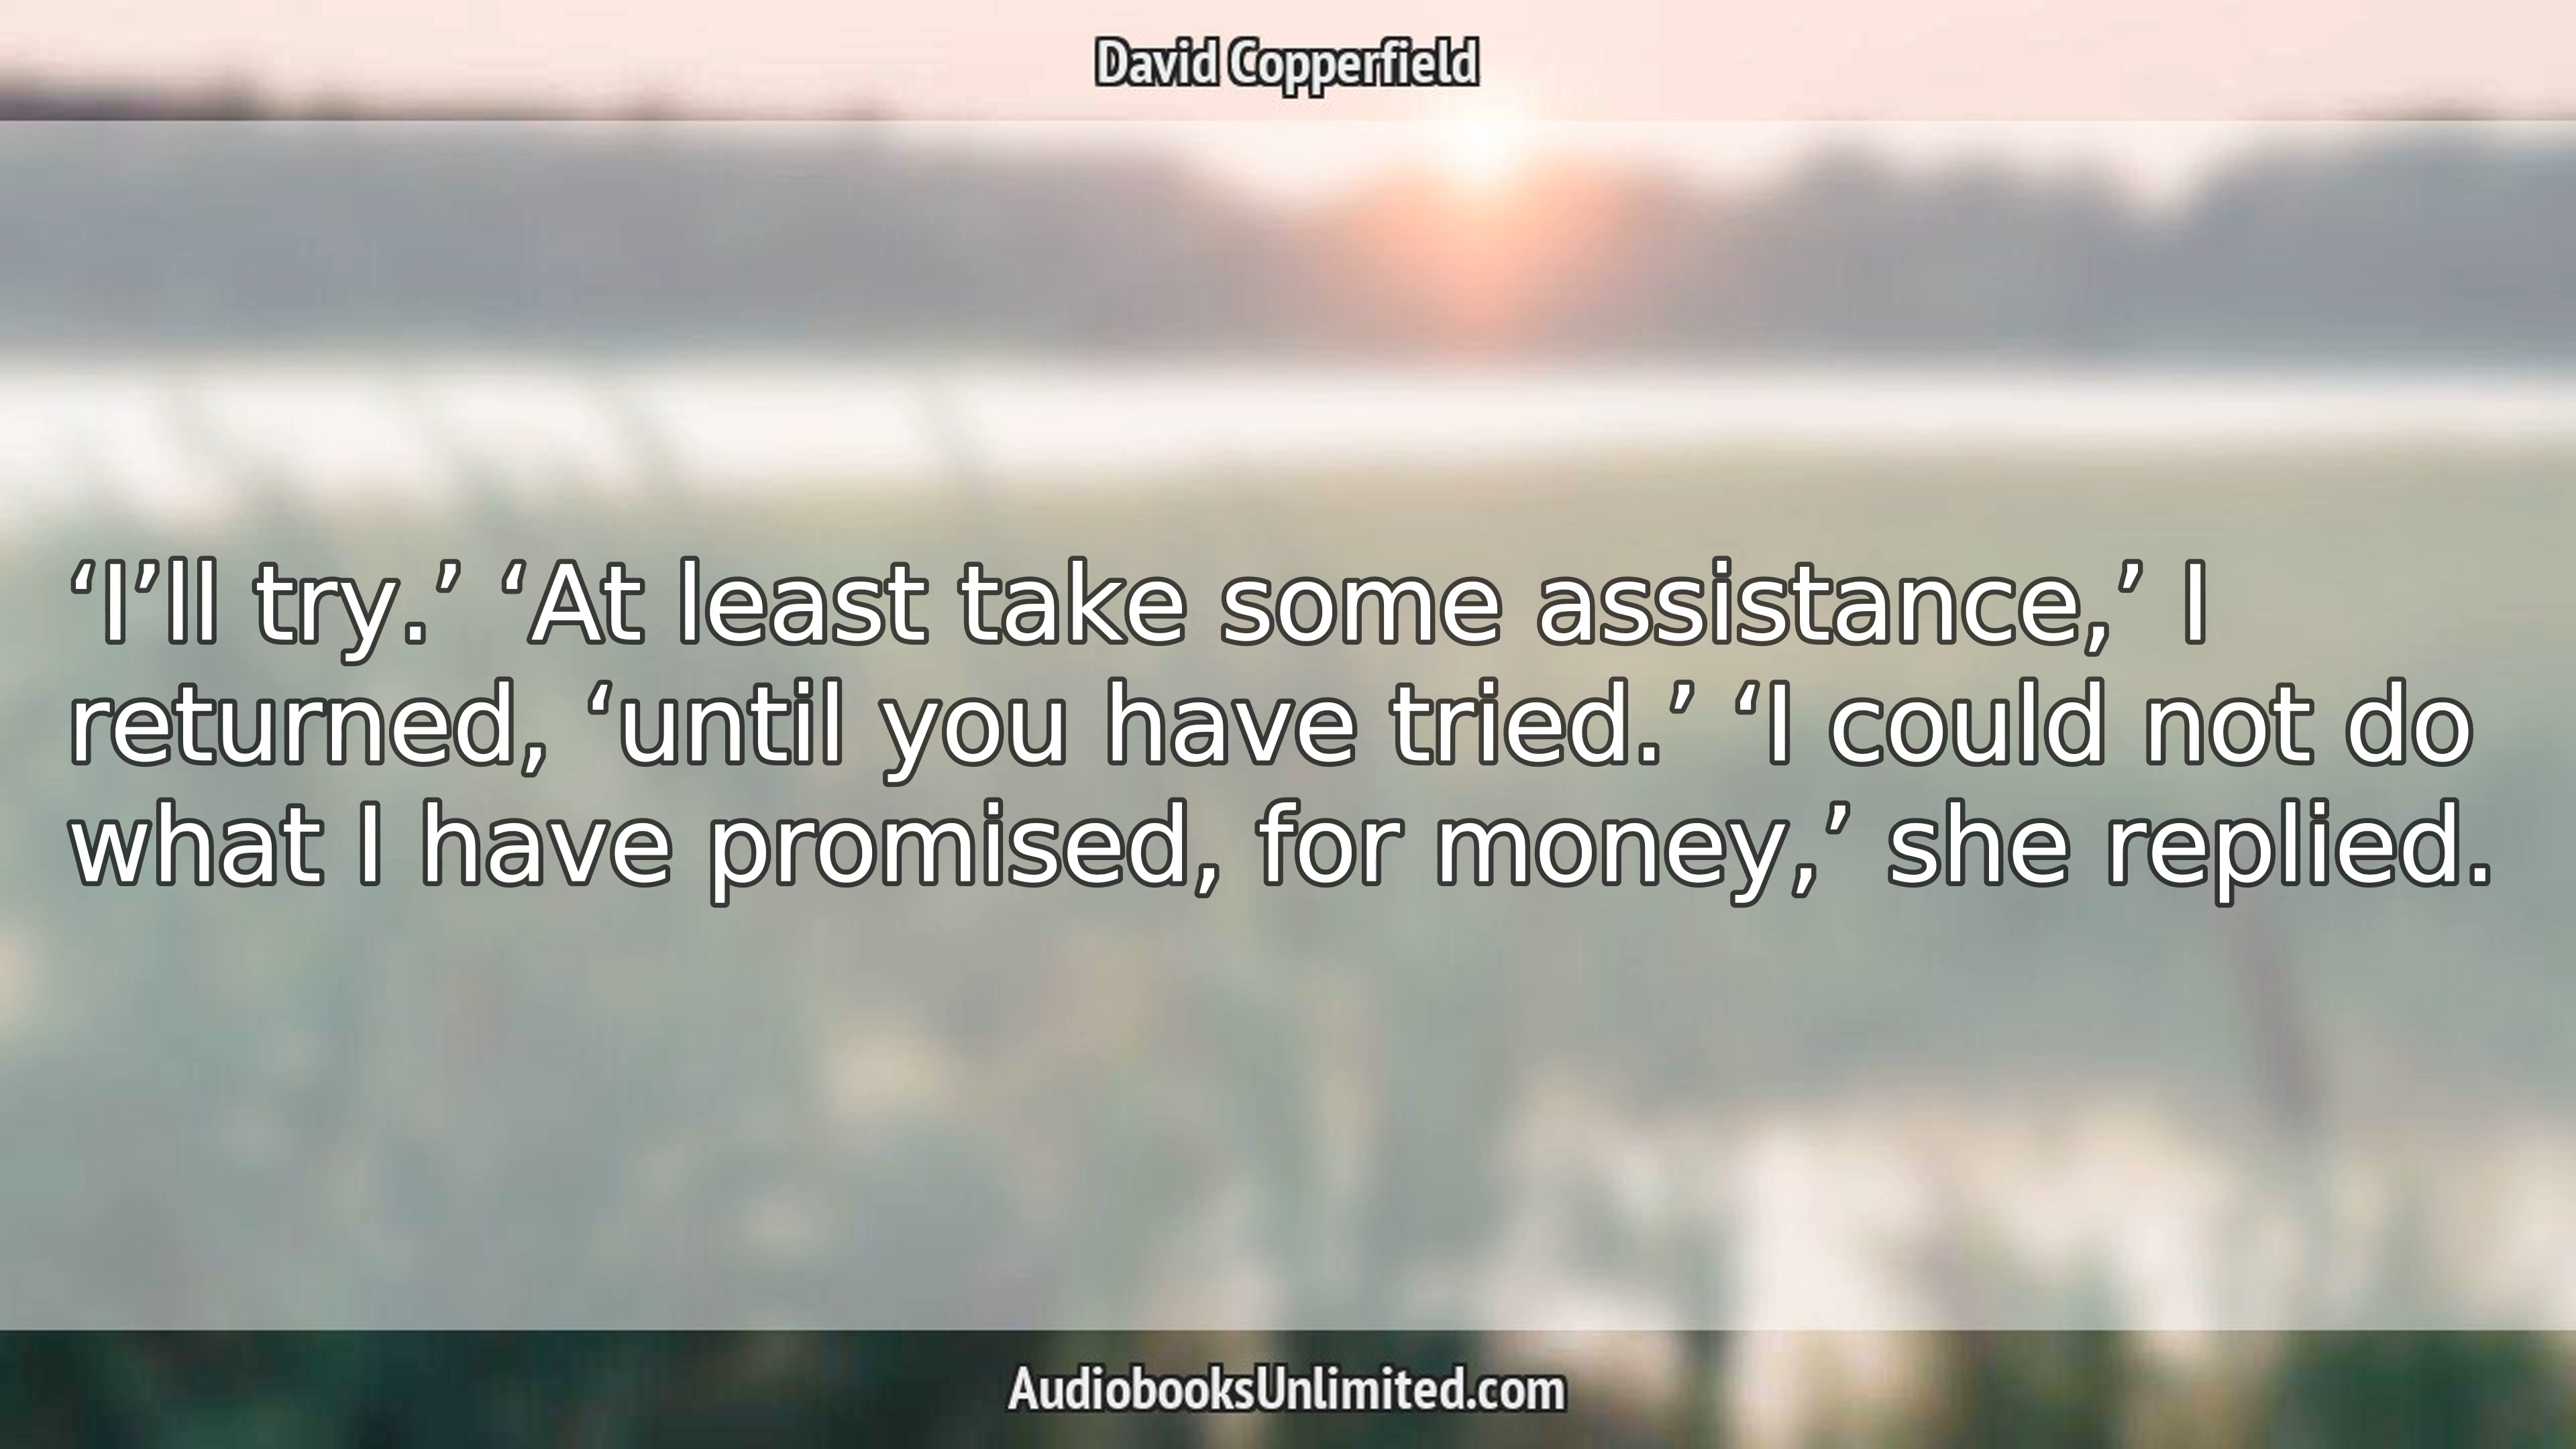 David Copperfield
‘I’ll try.’ ‘At least take some assistance,’ I
returned, ‘until you have tried.’ ‘I could not do
what I have promised, for money,’ she replied.
AudiobooksUnlimited.com